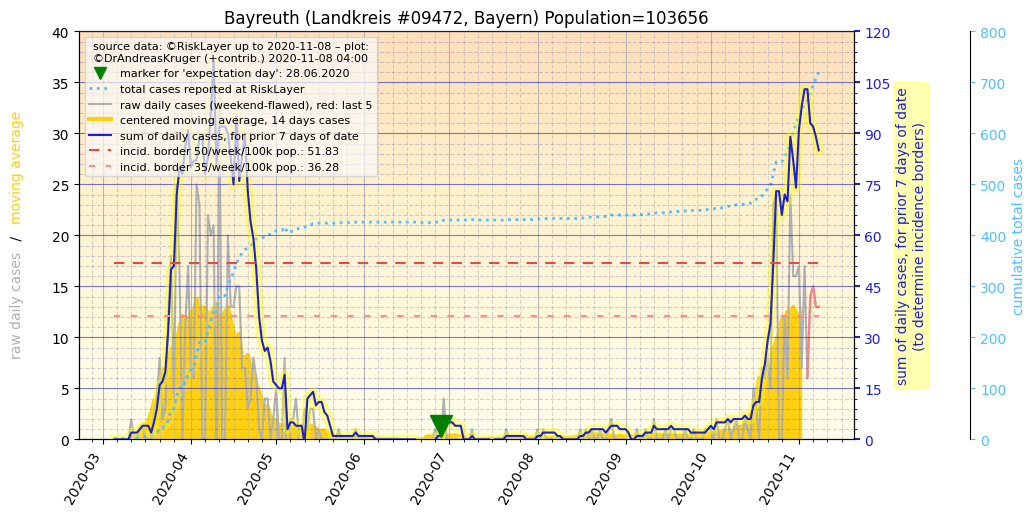 Bayreuth (Landkreis #09472, Bayern) Population=103656
source data: ©RiskLayer up to 2020-11-08 – plot:
©DrAndreasKruger (+contrib.) 2020-11-08 04:00
marker for 'expectation day': 28.06.2020
total cases reported at RiskLayer
raw daily cases (weekend-flawed), red: last 5
centered moving average, 14 days cases
sum of daily cases, for prior 7 days of date
incid. border 50/week/100k pop.: 51.83
incid. border 35/week/100k pop.: 36.28
raw daily cases / moving average
40
35
30
25
20
15
10
5
0
2020-03
2020-04
2020-05
2020-06
2020-07
2020-08
2020-09
2020-10
2020-11
120
105
90
75
60
45
30
15
0
sum of daily cases, for prior 7 days of date
(to determine incidence borders)
800
700
600
500
400
300
200
100
0
cumulative total cases